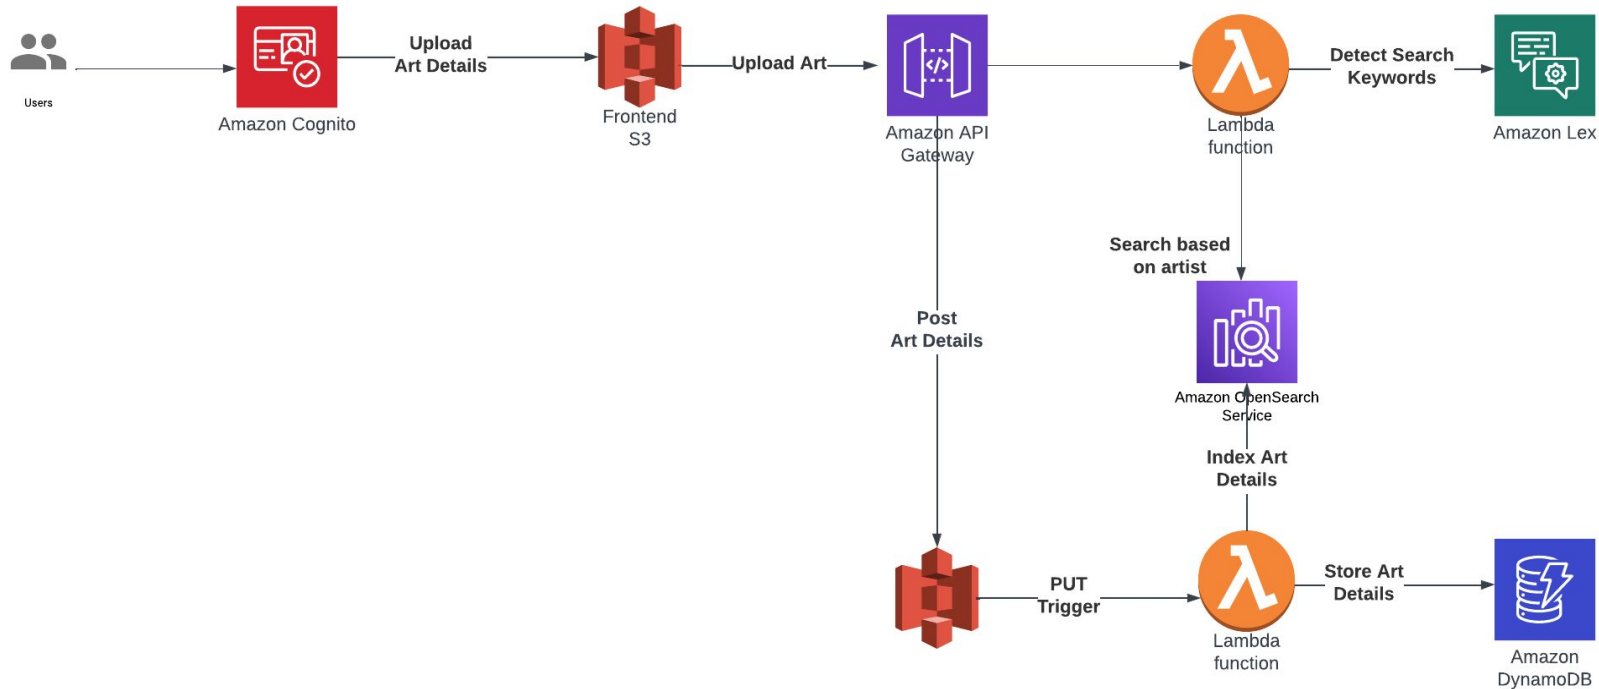 Users
Amazon Cognito
Upload
Art Details
Frontend
S3
Upload Art
Amazon API
Gateway
Lambda
function
Detect Search
Keywords
Amazon Lex
Search based
on artist
Post
Art Details
Amazon OpenSearch
Service
Index Art
Details
PUT
Trigger
Lambda
function
Store Art
Details
Amazon
DynamoDB